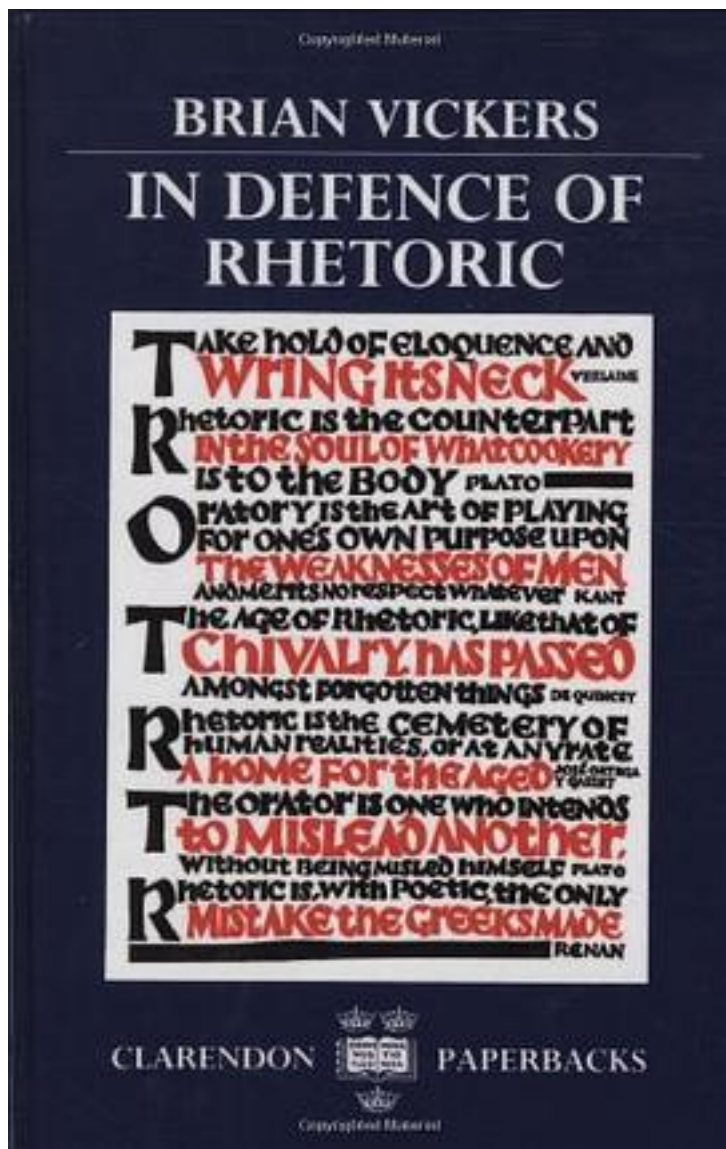 Copyrighted Material
BRIAN VICKERS
IN DEFENCE OF
RHETORIC
TAKE HOLD OF ELOQUENCE AND
WRING ITS NECK VERLAINE
RHETORIC IS THE COUNTERPART
IN THE SOUL OF WHAT COOKERY
IS TO THE BODY PLATO
ORATORY IS THE ART OF PLAYING
FOR ONE'S OWN PURPOSE UPON
THE WEAKNESSES OF MEN
AND MERITS NO RESPECT WHATEVER KANT
THE AGE OF RHETORIC, LIKE THAT OF
CHIVALRY, HAS PASSED
AMONGST FORGOTTEN THINGS DE QUINCEY
RHETORIC IS THE CEMETERY OF
HUMAN REALITIES, OR AT ANY RATE
A HOME FOR THE AGED JOSÉ ORTEGA
Y GASSET
THE ORATOR IS ONE WHO INTENDS
TO MISLEAD ANOTHER,
WITHOUT BEING MISLED HIMSELF PLATO
RHETORIC IS, WITH POETIC, THE ONLY
MISTAKE THE GREEKS MADE
RENAN
CLARENDON PAPERBACKS
Copyrighted Material